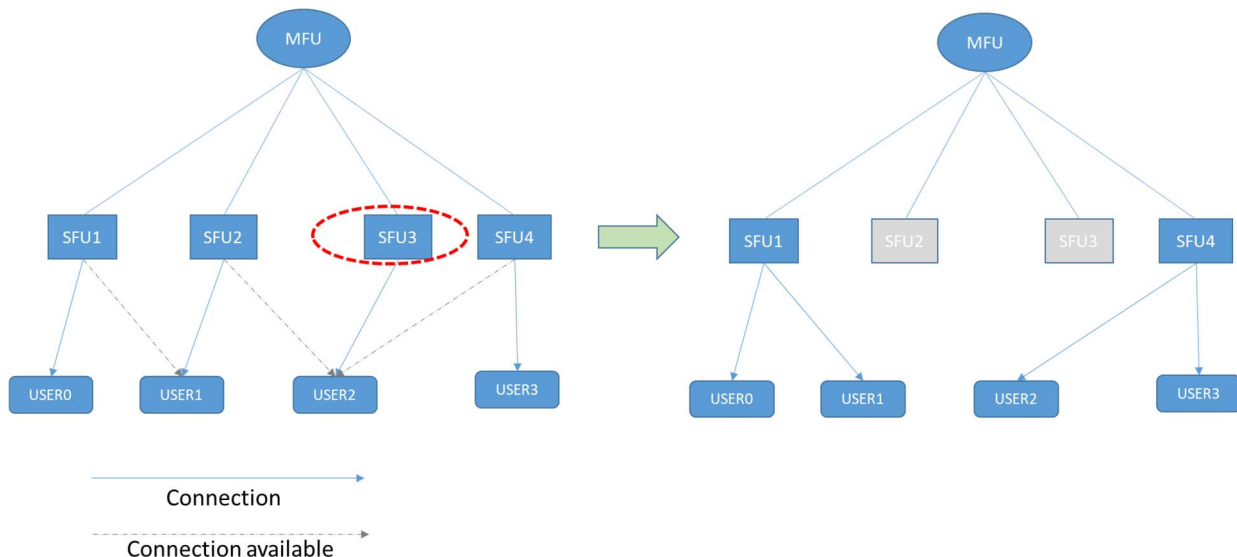 MFU
MFU
SFU1
SFU2
SFU3
SFU4
SFU1
SFU2
SFU3
SFU4
USER0
USER1
USER2
USER3
USER0
USER1
USER2
USER3
Connection
Connection available